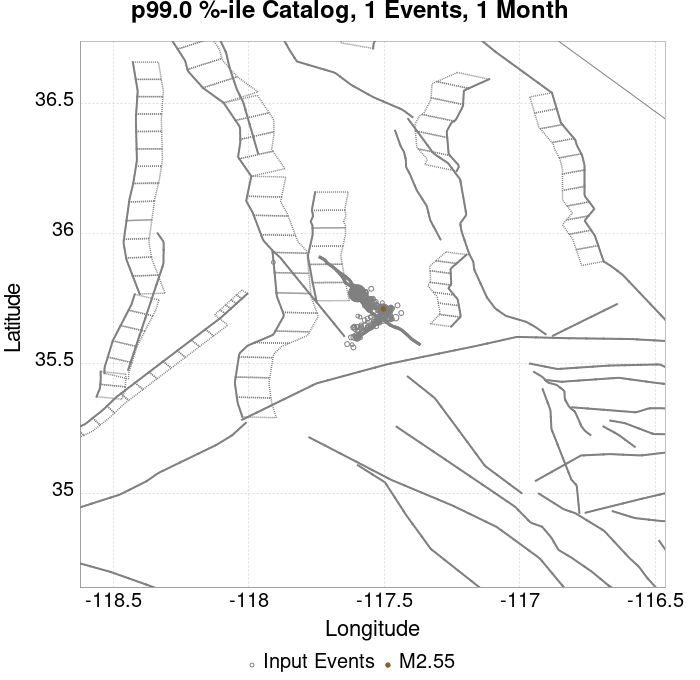 p99.0 %-ile Catalog, 1 Events, 1 Month
36.5
36
35.5
35
Latitude
-118.5
-118
-117.5
-117
-116.5
Longitude
Input Events
M2.55